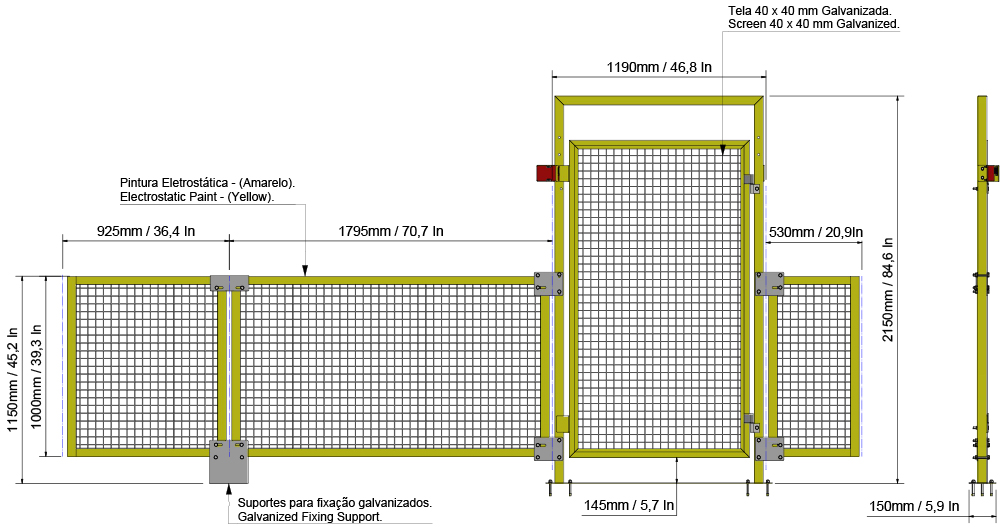 Tela 40 x 40 mm Galvanizada.
Screen 40 x 40 mm Galvanized.
1190mm / 46,8 In
Pintura Eletrostática - (Amarelo).
Electrostatic Paint - (Yellow).
925mm / 36,4 In
1795mm / 70,7 In
530mm / 20,9In
2150mm / 84,6 In
1150mm / 45,2 In
1000mm / 39,3 In
Suportes para fixação galvanizados.
Galvanized Fixing Support.
145mm / 5,7 In
150mm / 5,9 In